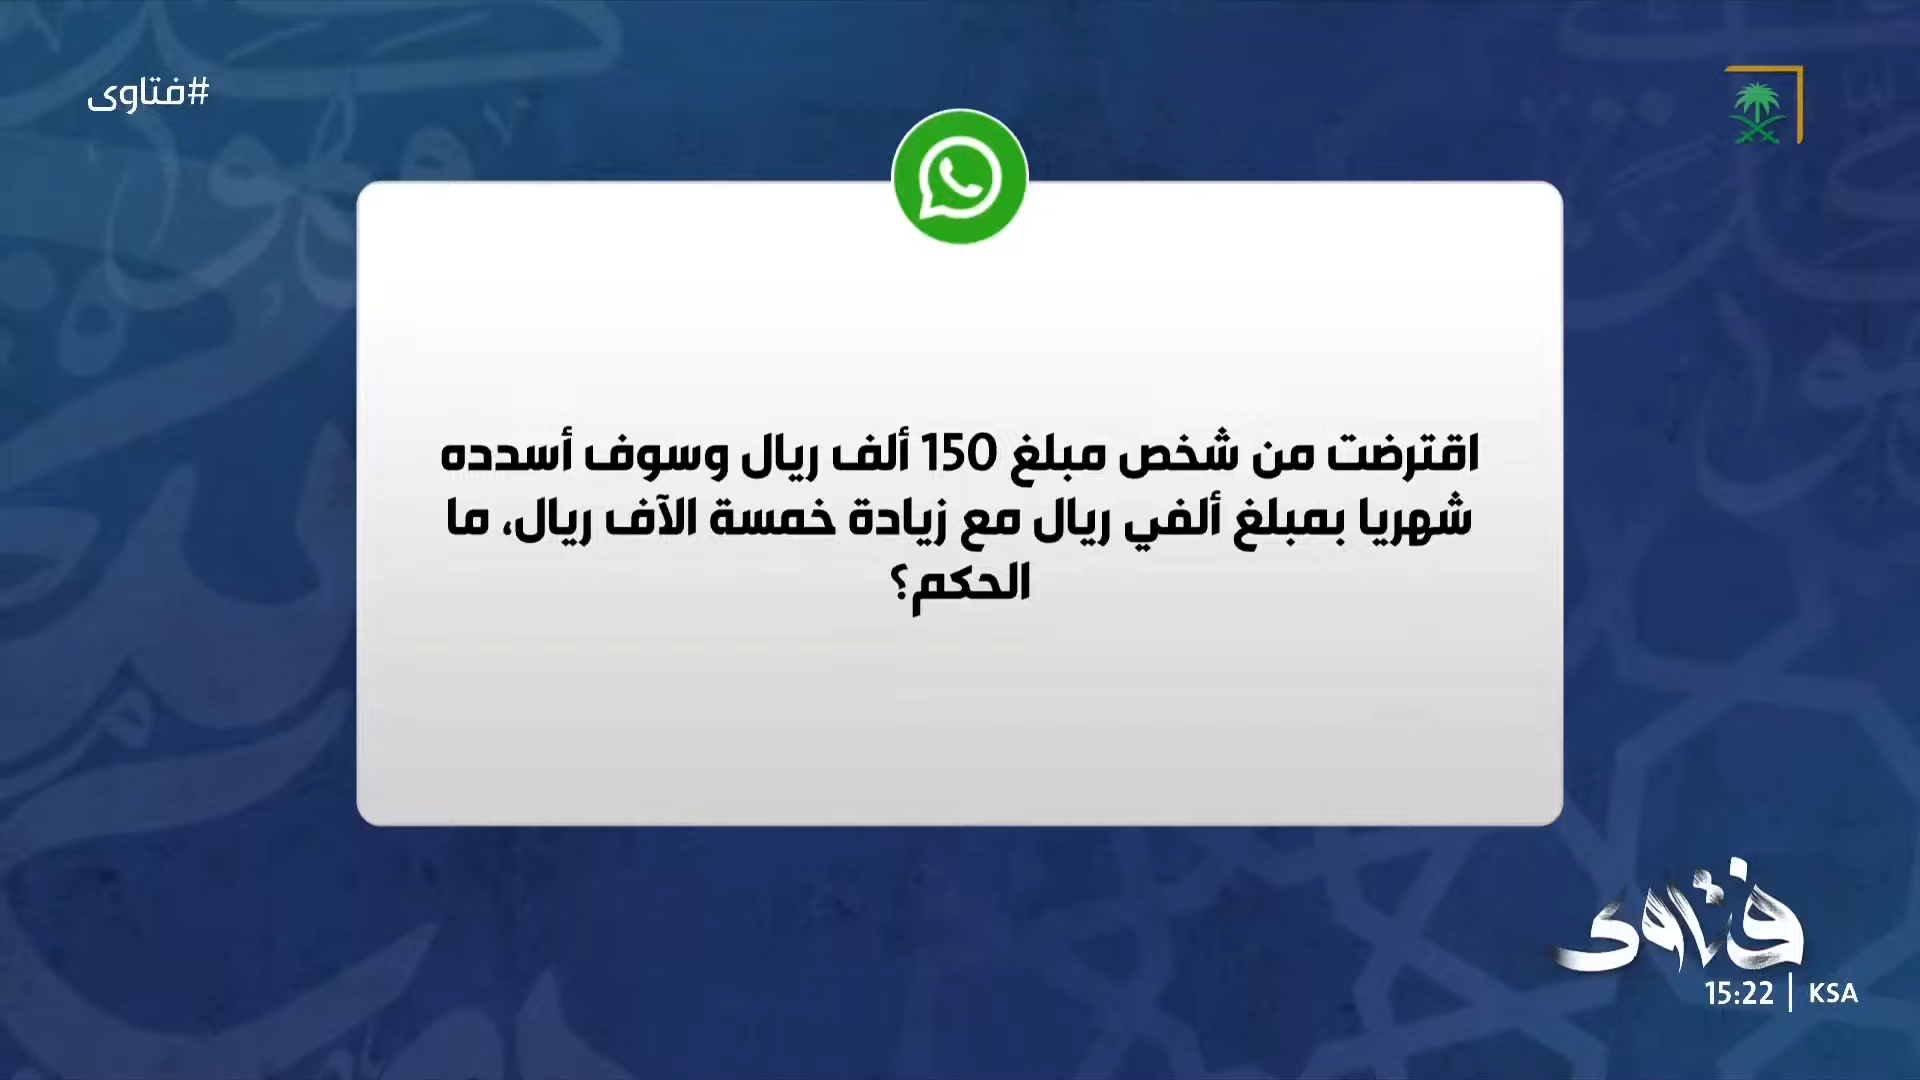 #فتاوى
اقترضت من شخص مبلغ 150 ألف ريال وسوف أسدده
شهريا بمبلغ ألفي ريال مع زيادة خمسة الآف ريال، ما
الحكم؟
فتاوى
15:22 | KSA